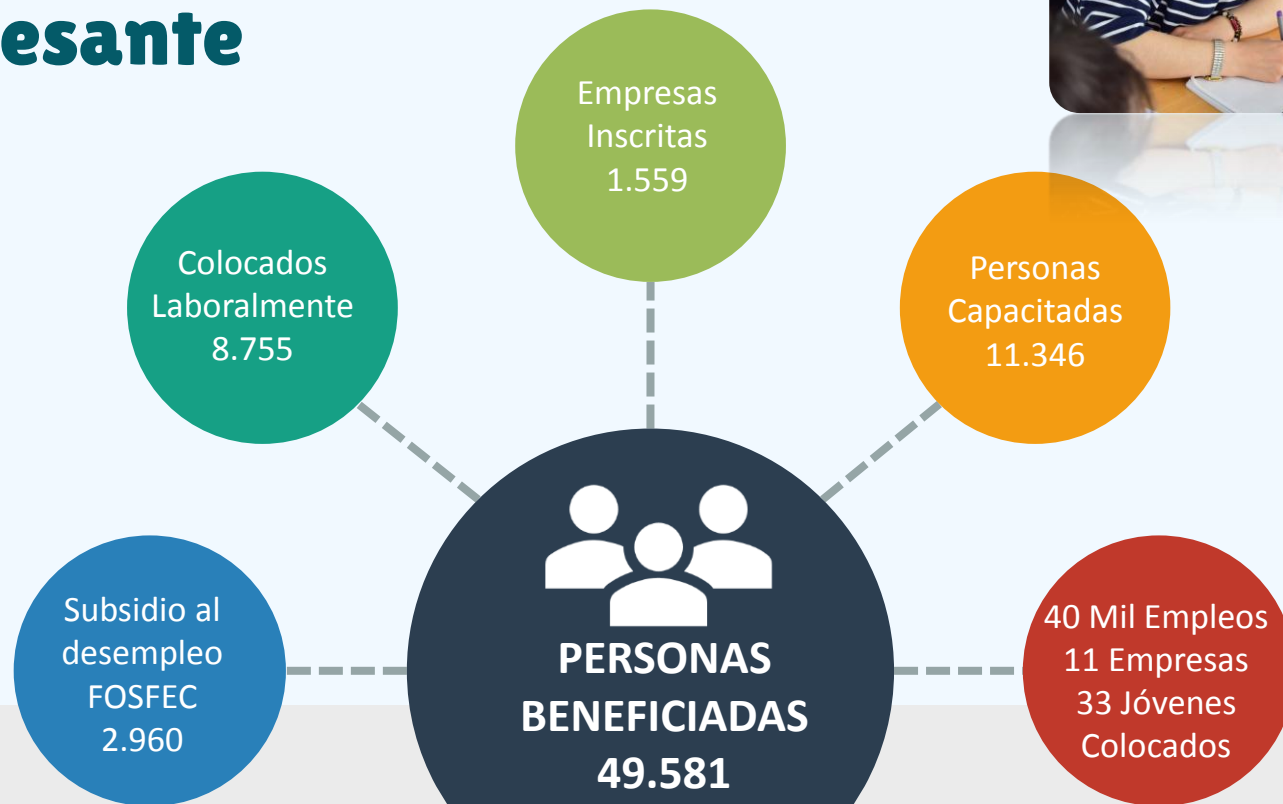 esante
Empresas
Inscritas
1.559
Colocados
Laboralmente
8.755
Personas
Capacitadas
11.346
Subsidio al
desempleo
FOSFEC
2.960
PERSONAS
BENEFICIADAS
49.581
40 Mil Empleos
11 Empresas
33 Jóvenes
Colocados